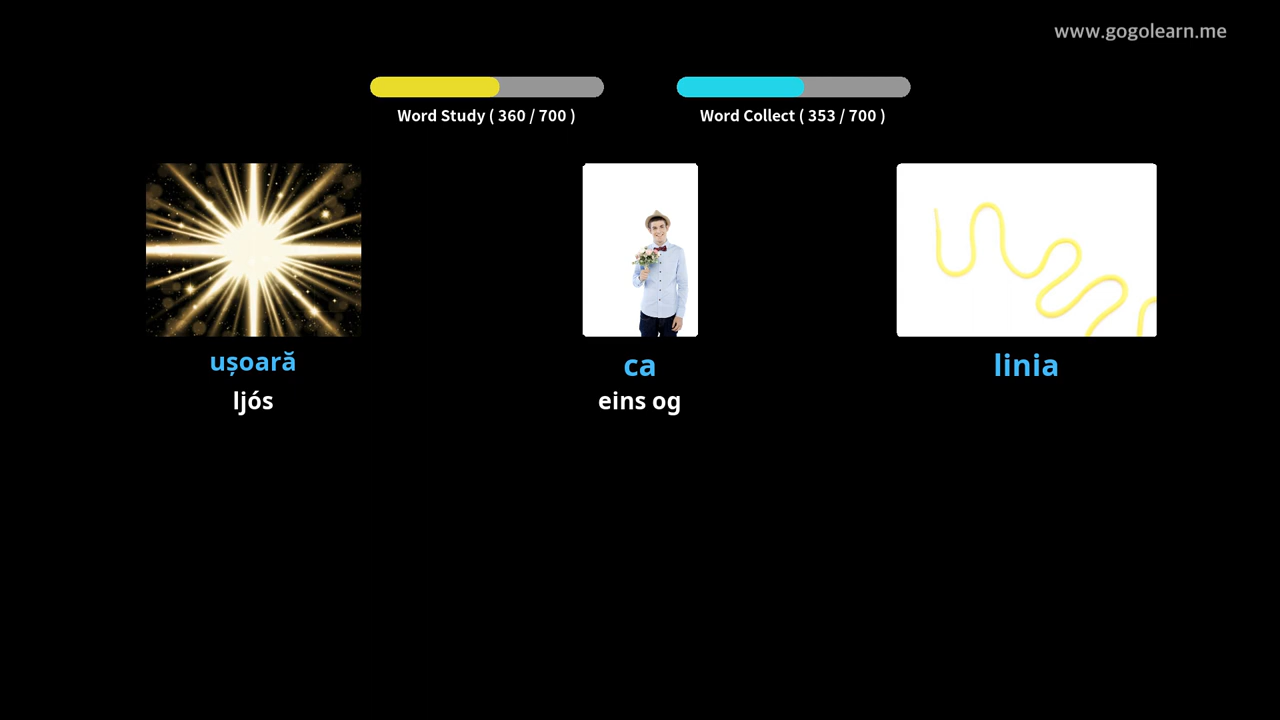 www.gogolearn.me
Word Study ( 360 / 700 )
Word Collect ( 353 / 700 )
ușoară
ljós
ca
eins og
linia